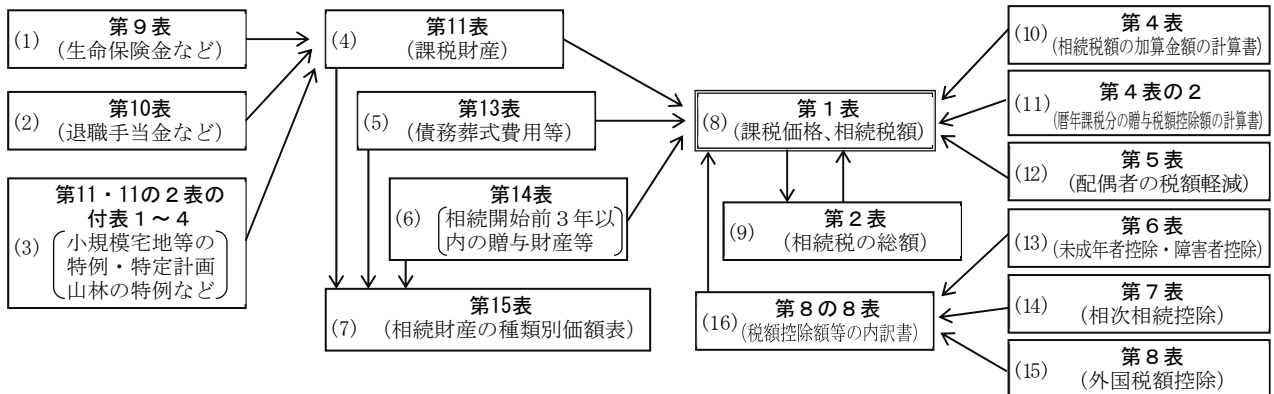 (1) 第９表
（生命保険金など）
(2) 第10表
（退職手当金など）
第11・11の２表の
付表１～４
(3) 小規模宅地等の
特例・特定計画
山林の特例など
(4) 第11表
（課税財産）
(5) 第13表
（債務葬式費用等）
(6) 第14表
相続開始前３年以
内の贈与財産等
(7) 第15表
（相続財産の種類別価額表）
(8) 第１表
（課税価格、相続税額）
(9) 第２表
（相続税の総額）
(10) 第４表
（相続税額の加算金額の計算書）
(11) 第４表の２
（暦年課税分の贈与税額控除額の計算書）
(12) 第５表
（配偶者の税額軽減）
(13) 第６表
（未成年者控除・障害者控除）
(14) 第７表
（相次相続控除）
(15) 第８表
（外国税額控除）
(16) 第８の８表
（税額控除額等の内訳書）